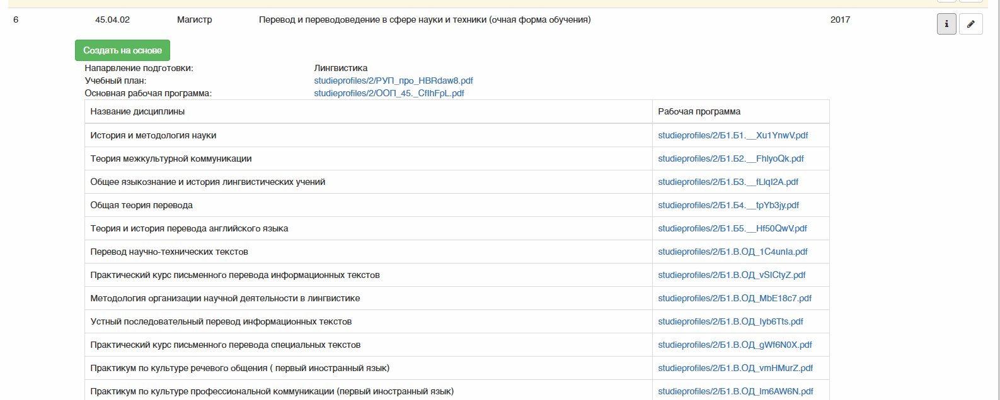 6 45.04.02 Магистр Перевод и переводоведение в сфере науки и техники (очная форма обучения) 2017
Создать на основе
Напарвление подготовки: Лингвистика
Учебный план: studieprofiles/2/РУП_про_HBRdaw8.pdf
Основная рабочая программа: studieprofiles/2/ООП_45._CfIhFpL.pdf
Название дисциплины Рабочая программа
История и методология науки studieprofiles/2/Б1.Б1.__Xu1YnwV.pdf
Теория межкультурной коммуникации studieprofiles/2/Б1.Б2.__FhlyoQk.pdf
Общее языкознание и история лингвистических учений studieprofiles/2/Б1.Б3.__fLlqI2A.pdf
Общая теория перевода studieprofiles/2/Б1.Б4.__tpYb3jy.pdf
Теория и история перевода английского языка studieprofiles/2/Б1.Б5.__Hf50QwV.pdf
Перевод научно-технических текстов studieprofiles/2/Б1.В.ОД_1C4unIa.pdf
Практический курс письменного перевода информационных текстов studieprofiles/2/Б1.В.ОД_vSICtyZ.pdf
Методология организации научной деятельности в лингвистике studieprofiles/2/Б1.В.ОД_MbE18c7.pdf
Устный последовательный перевод информационных текстов studieprofiles/2/Б1.В.ОД_Iyb6Tts.pdf
Практический курс письменного перевода специальных текстов studieprofiles/2/Б1.В.ОД_gWf6N0X.pdf
Практикум по культуре речевого общения ( первый иностранный язык) studieprofiles/2/Б1.В.ОД_vmHMurZ.pdf
Практикум по культуре профессиональной коммуникации (первый иностранный язык) studieprofiles/2/Б1.В.ОД_lm6AW6N.pdf